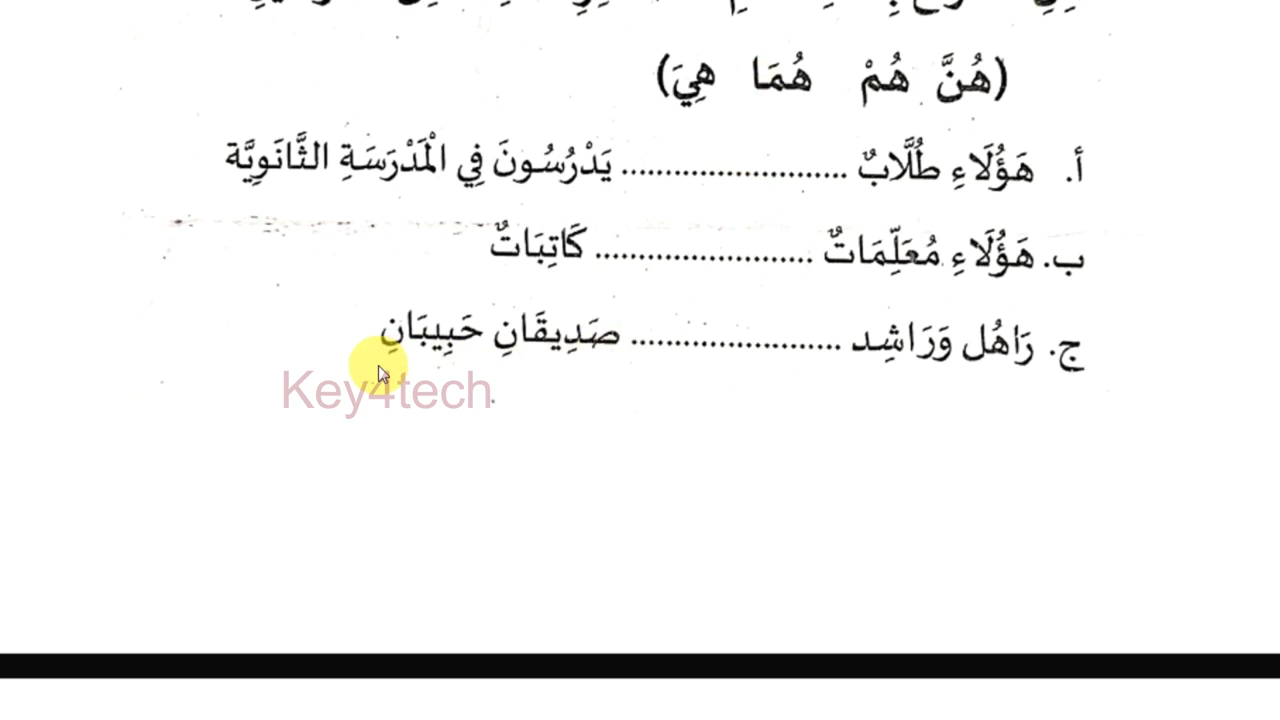 (هُنَّ هُمْ هُمَا هِيَ)
أ. هَؤُلَاءِ طُلَّابٌ .......................... يَدْرُسُونَ فِي الْمَدْرَسَةِ الثَّانَوِيَّة
ب. هَؤُلَاءِ مُعَلِّمَاتٌ ......................... كَاتِبَاتٌ
ج. رَاهُل وَرَاشِد ........................ صَدِيقَانِ حَبِيبَانِ
Key4tech